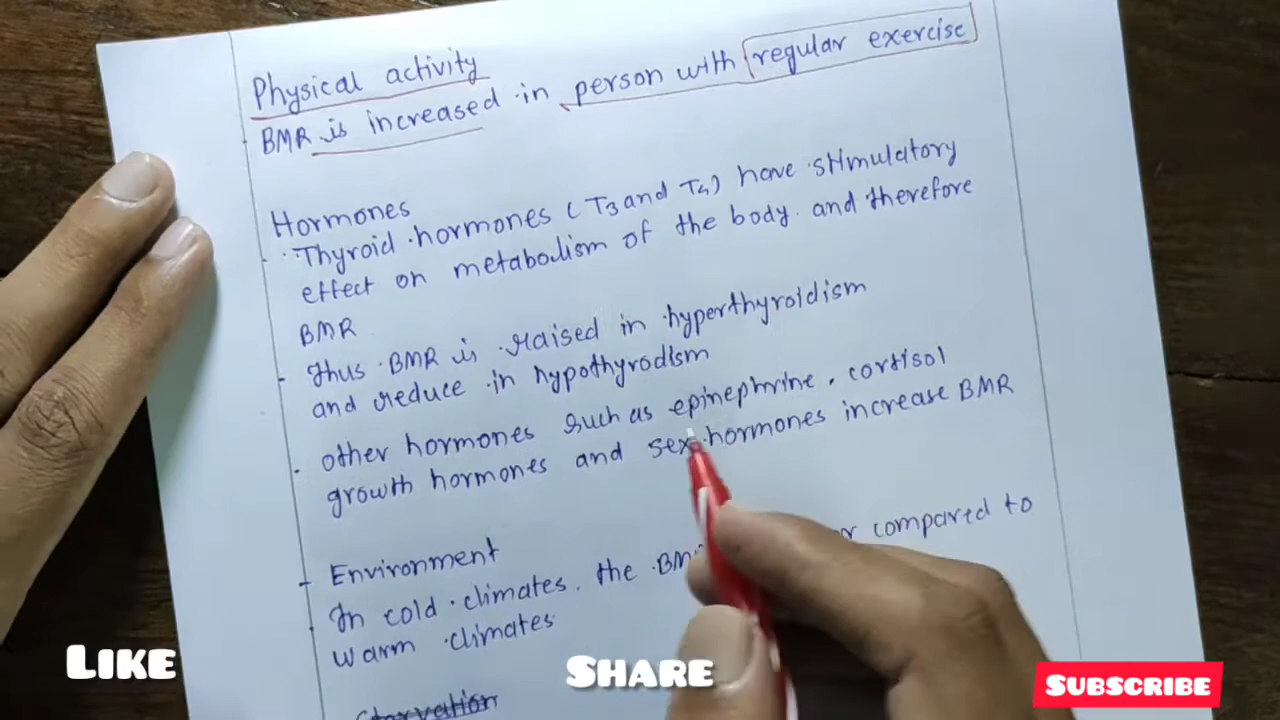 Physical activity
BMR is increased in person with regular exercise
Hormones
Thyroid hormones (T3 and T4) have stimulatory
effect on metabolism of the body and therefore
BMR
Thus BMR is raised in hyperthyroidism
and reduce in hypothyrodism
other hormones such as epinephrine, cortisol
growth hormones and sex hormones increase BMR
Environment
In cold climates, the BM compared to
warm climates
Starvation
LIKE
SHARE
SUBSCRIBE